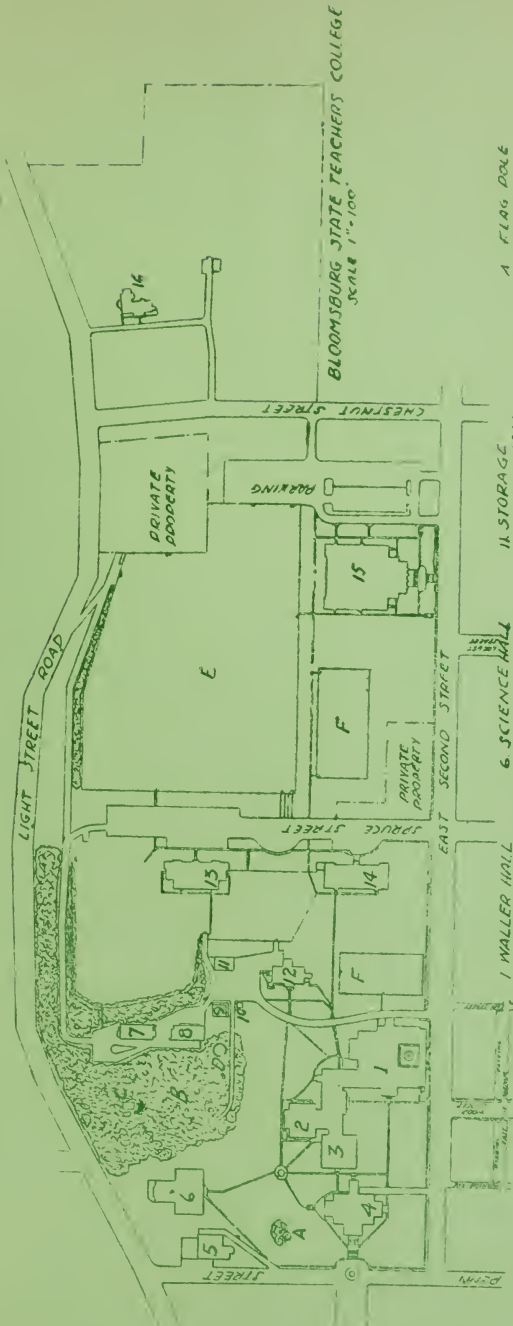 LIGHT STREET ROAD
16
BLOOMSBURG STATE TEACHERS COLLEGE
SCALE 1"-100'
CHESTNUT STREET
PRIVATE
PROPERTY
PARKING
E
15
F
PRIVATE
PROPERTY
SPRUCE STREET
EAST SECOND STREET
13
14
11
12
F
9
10
7
8
D
C
B
1
2
3
4
5
6
A
STREET
PENN
1 WALLER HALL
6 SCIENCE HALL
11 STORAGE
A FLAG POLE